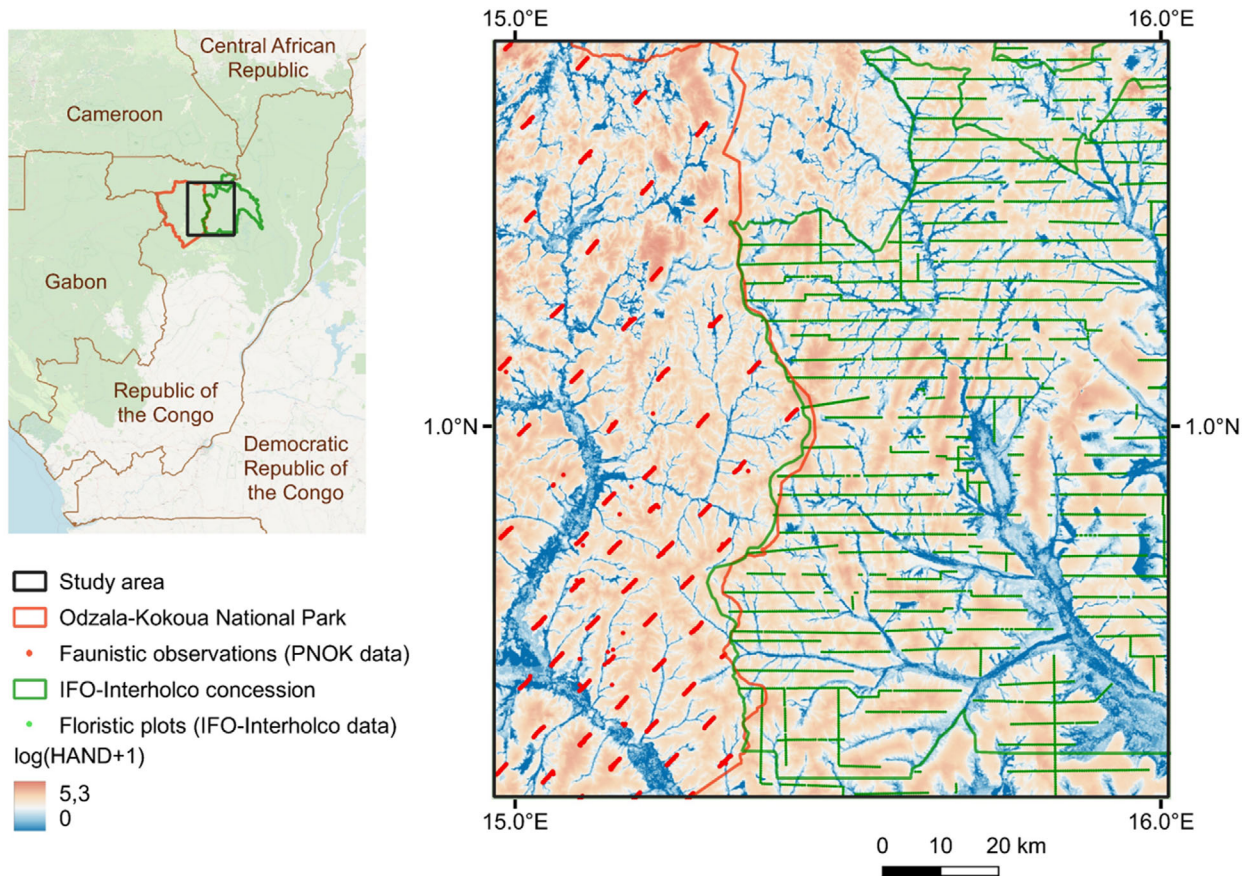 Central African
Republic
Cameroon
Gabon
Republic of
the Congo
Democratic
Republic of
the Congo
Study area
Odzala-Kokoua National Park
Faunistic observations (PNOK data)
IFO-Interholco concession
Floristic plots (IFO-Interholco data)
log(HAND+1)
5,3
0
15.0°E
16.0°E
1.0°N
1.0°N
15.0°E
16.0°E
0 10 20 km